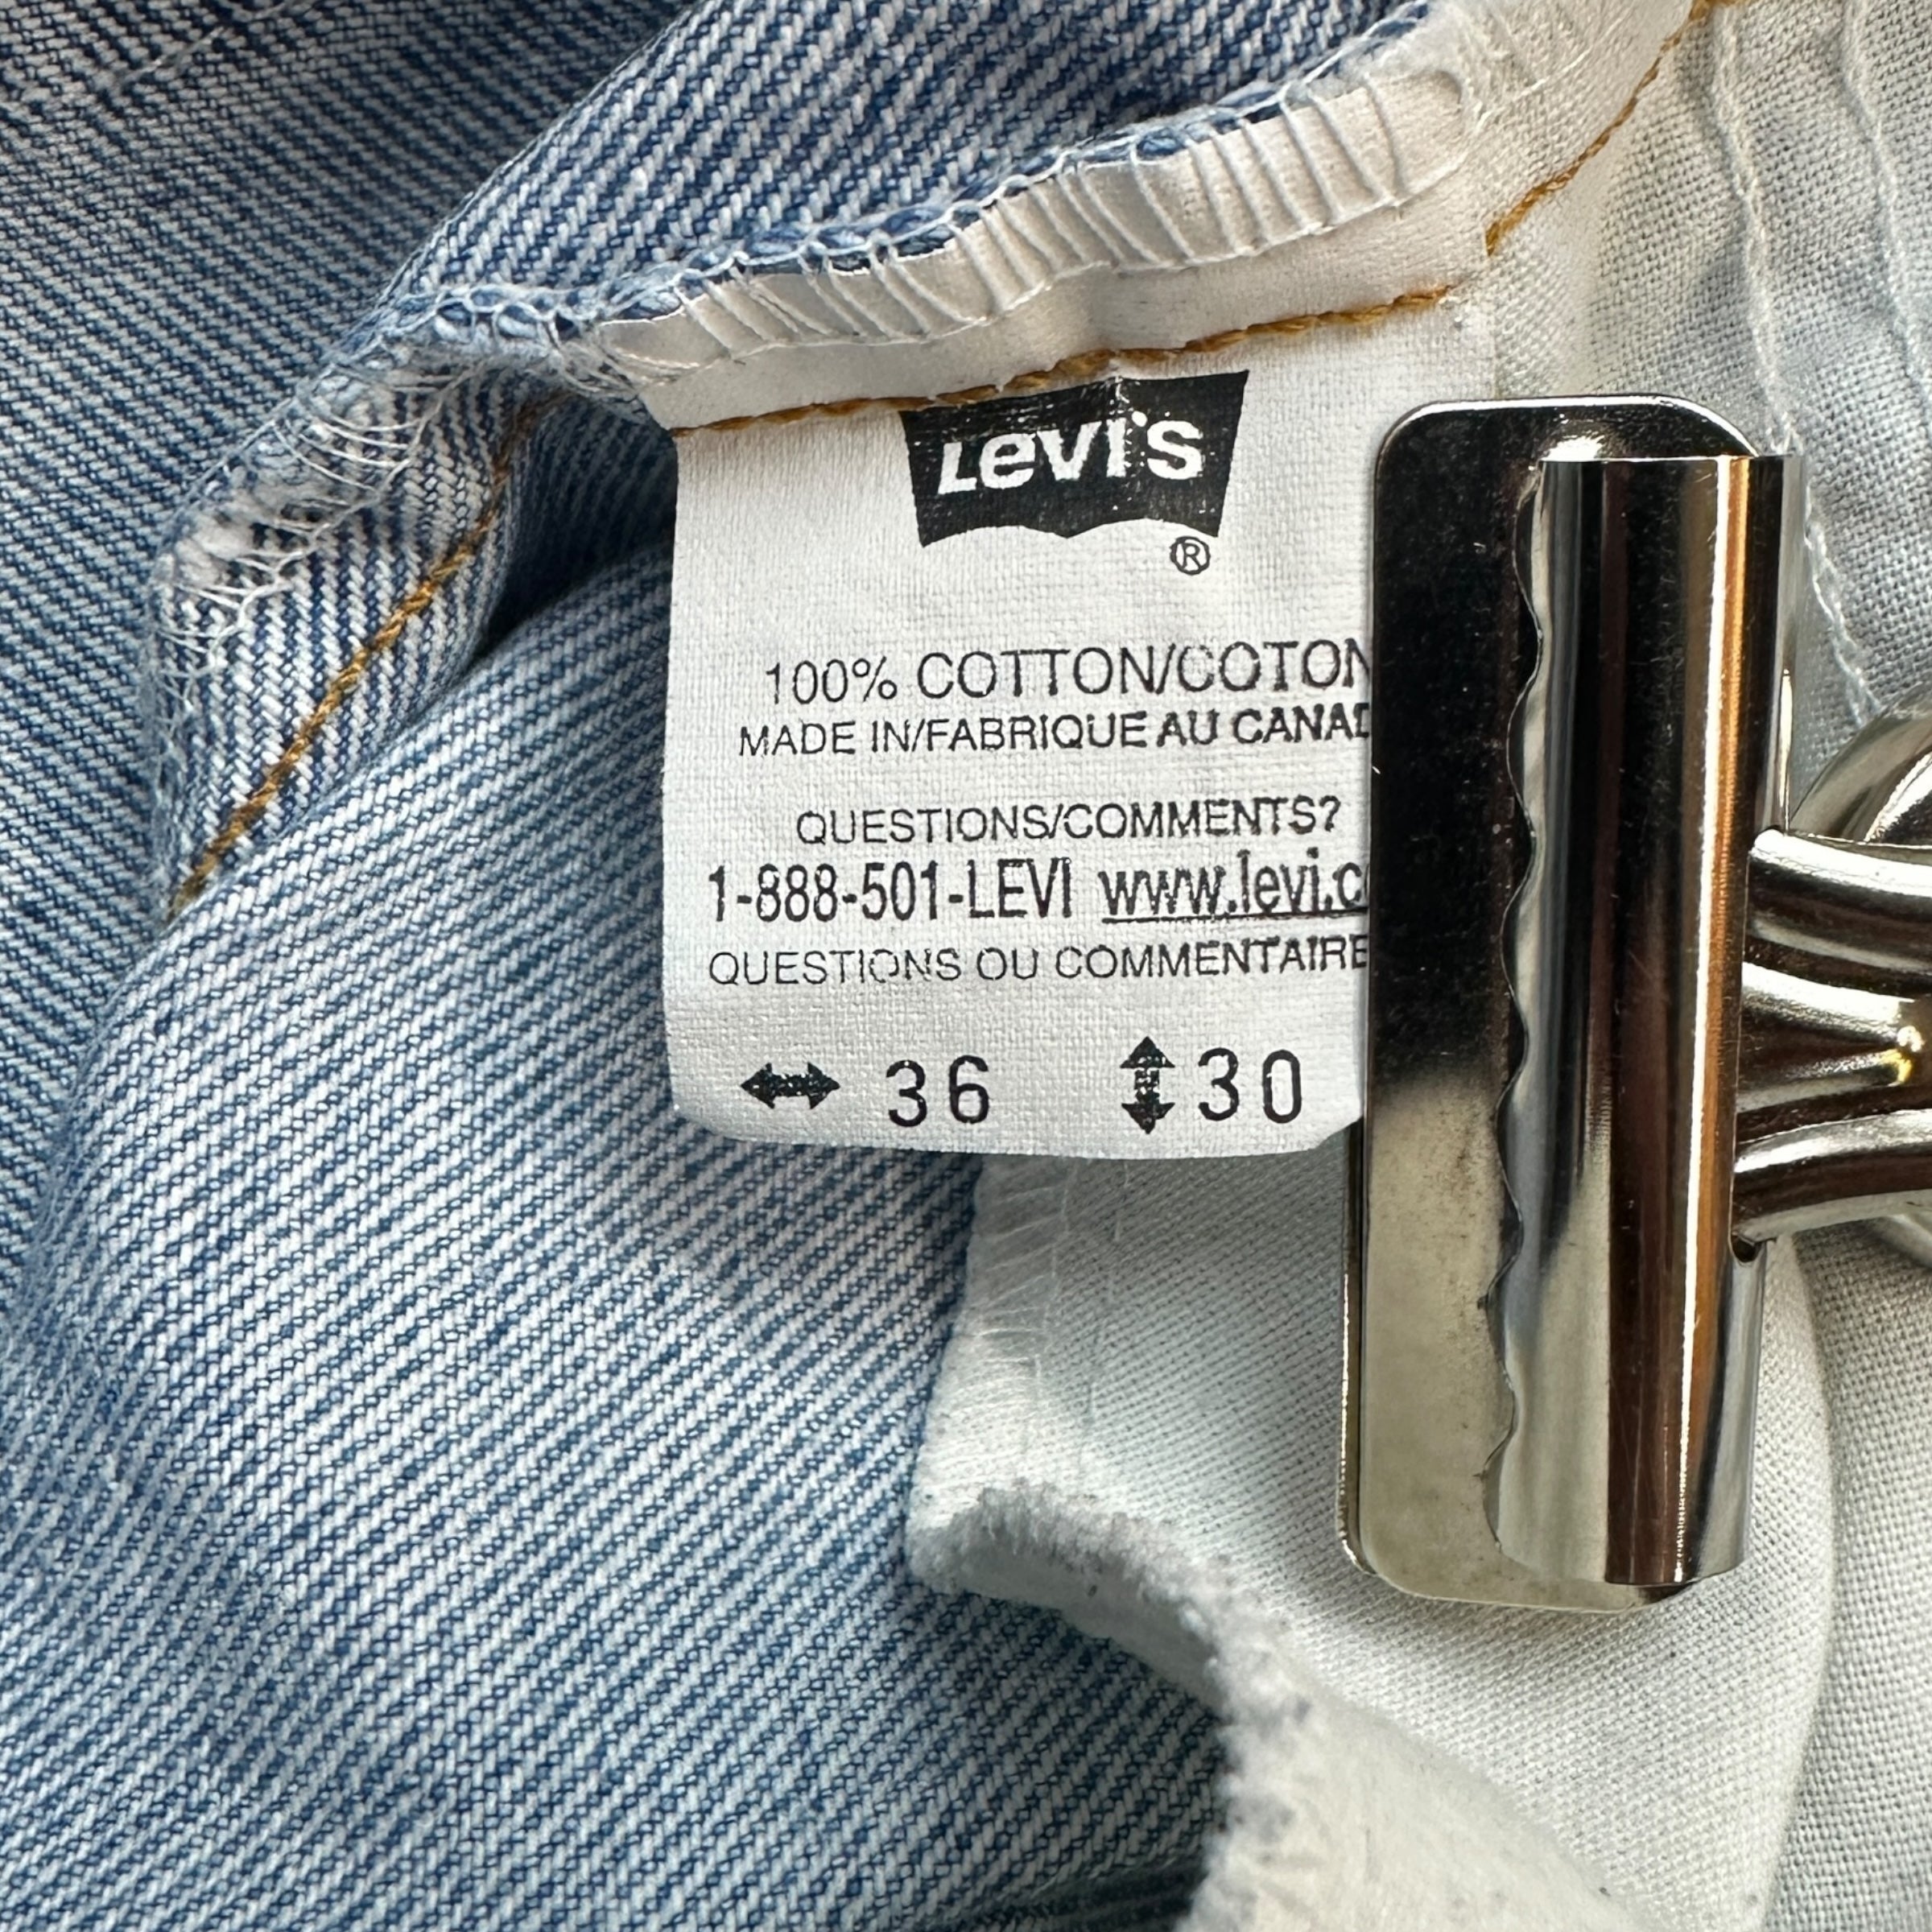 Levi's
®
100% COTTON/COTON
MADE IN/FABRIQUE AU CANAD
QUESTIONS/COMMENTS?
1-888-501-LEVI www.levi.c
QUESTIONS OU COMMENTAIRE
↔ 36 ↕ 30